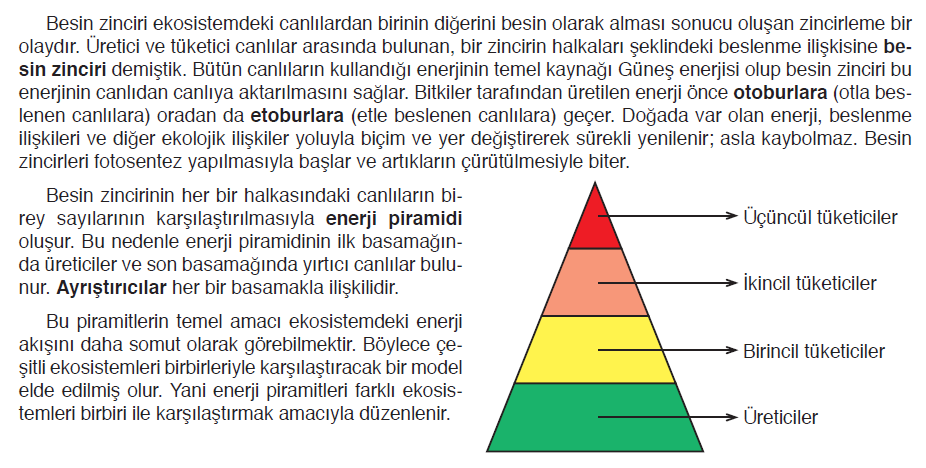 Besin zinciri ekosistemdeki canlılardan birinin diğerini besin olarak alması sonucu oluşan zincirleme bir
olaydır. Üretici ve tüketici canlılar arasında bulunan, bir zincirin halkaları şeklindeki beslenme ilişkisine be-
sin zinciri demiştik. Bütün canlıların kullandığı enerjinin temel kaynağı Güneş enerjisi olup besin zinciri bu
enerjinin canlıdan canlıya aktarılmasını sağlar. Bitkiler tarafından üretilen enerji önce otoburlara (otla bes-
lenen canlılara) oradan da etoburlara (etle beslenen canlılara) geçer. Doğada var olan enerji, beslenme
ilişkileri ve diğer ekolojik ilişkiler yoluyla biçim ve yer değiştirerek sürekli yenilenir; asla kaybolmaz. Besin
zincirleri fotosentez yapılmasıyla başlar ve artıkların çürütülmesiyle biter.
Besin zincirinin her bir halkasındaki canlıların bi-
rey sayılarının karşılaştırılmasıyla enerji piramidi
oluşur. Bu nedenle enerji piramidinin ilk basamağın-
da üreticiler ve son basamağında yırtıcı canlılar bulu-
nur. Ayrıştırıcılar her bir basamakla ilişkilidir.
Bu piramitlerin temel amacı ekosistemdeki enerji
akışını daha somut olarak görebilmektir. Böylece çe-
şitli ekosistemleri birbirleriyle karşılaştıracak bir model
elde edilmiş olur. Yani enerji piramitleri farklı ekosis-
temleri birbiri ile karşılaştırmak amacıyla düzenlenir.
Üçüncül tüketiciler
İkincil tüketiciler
Birincil tüketiciler
Üreticiler